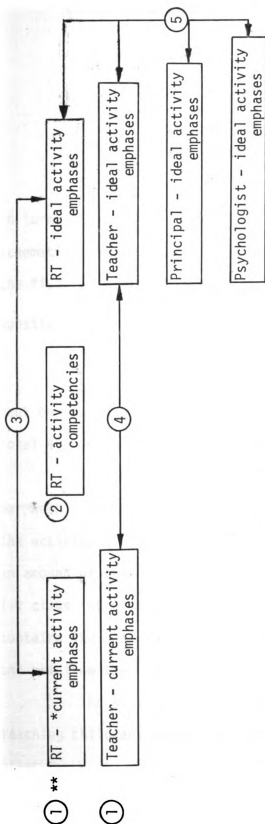 ① ** RT - *current activity
emphases
① Teacher - current activity
emphases
② RT - activity
competencies
③
④
RT - ideal activity
emphases
Teacher - ideal activity
emphases
Principal - ideal activity
emphases
Psychologist - ideal activity
emphases
⑤